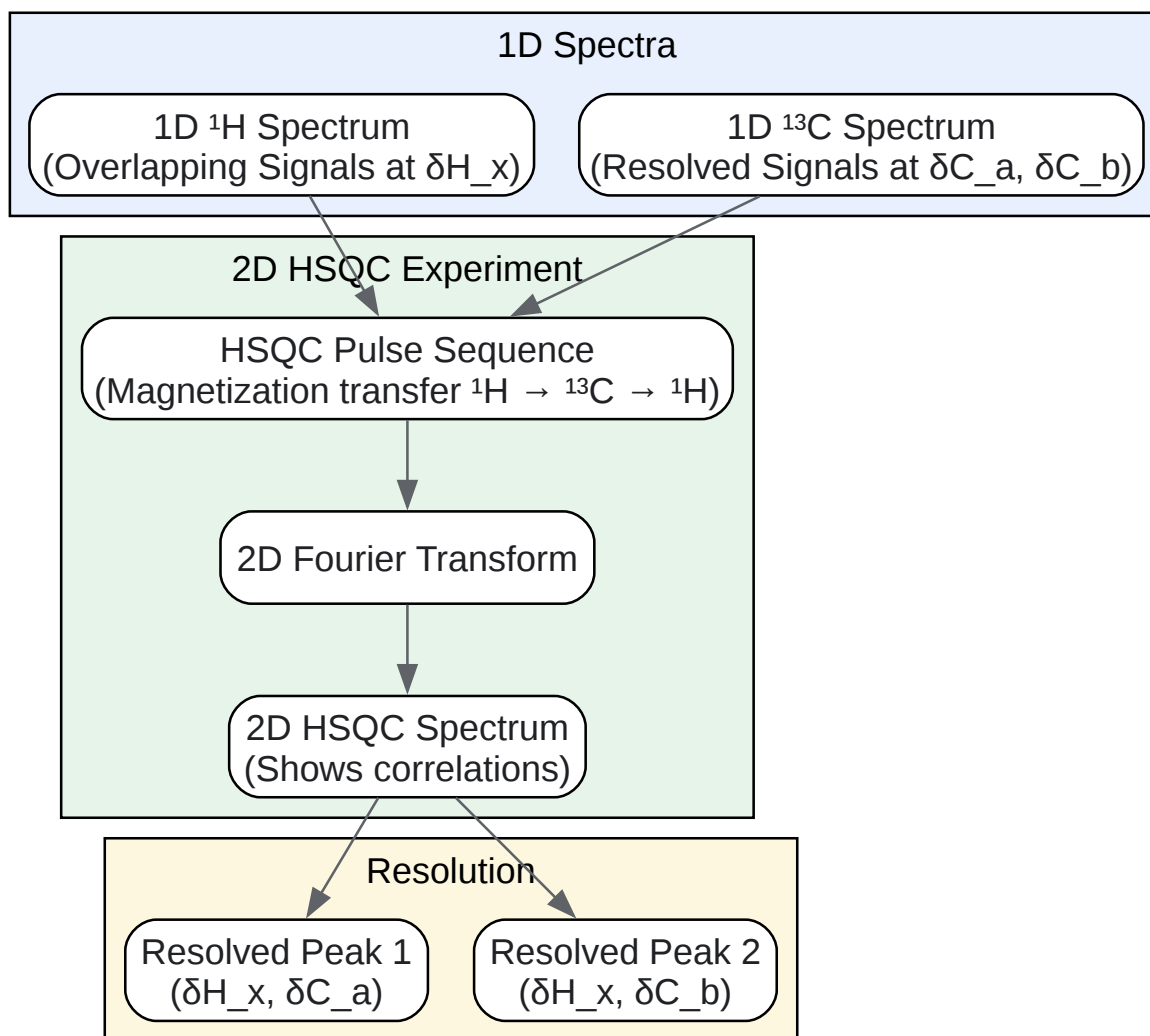 1D Spectra
1D ¹H Spectrum
(Overlapping Signals at δH_x)
1D ¹³C Spectrum
(Resolved Signals at δC_a, δC_b)
2D HSQC Experiment
HSQC Pulse Sequence
(Magnetization transfer ¹H → ¹³C → ¹H)
2D Fourier Transform
2D HSQC Spectrum
(Shows correlations)
Resolution
Resolved Peak 1
(δH_x, δC_a)
Resolved Peak 2
(δH_x, δC_b)